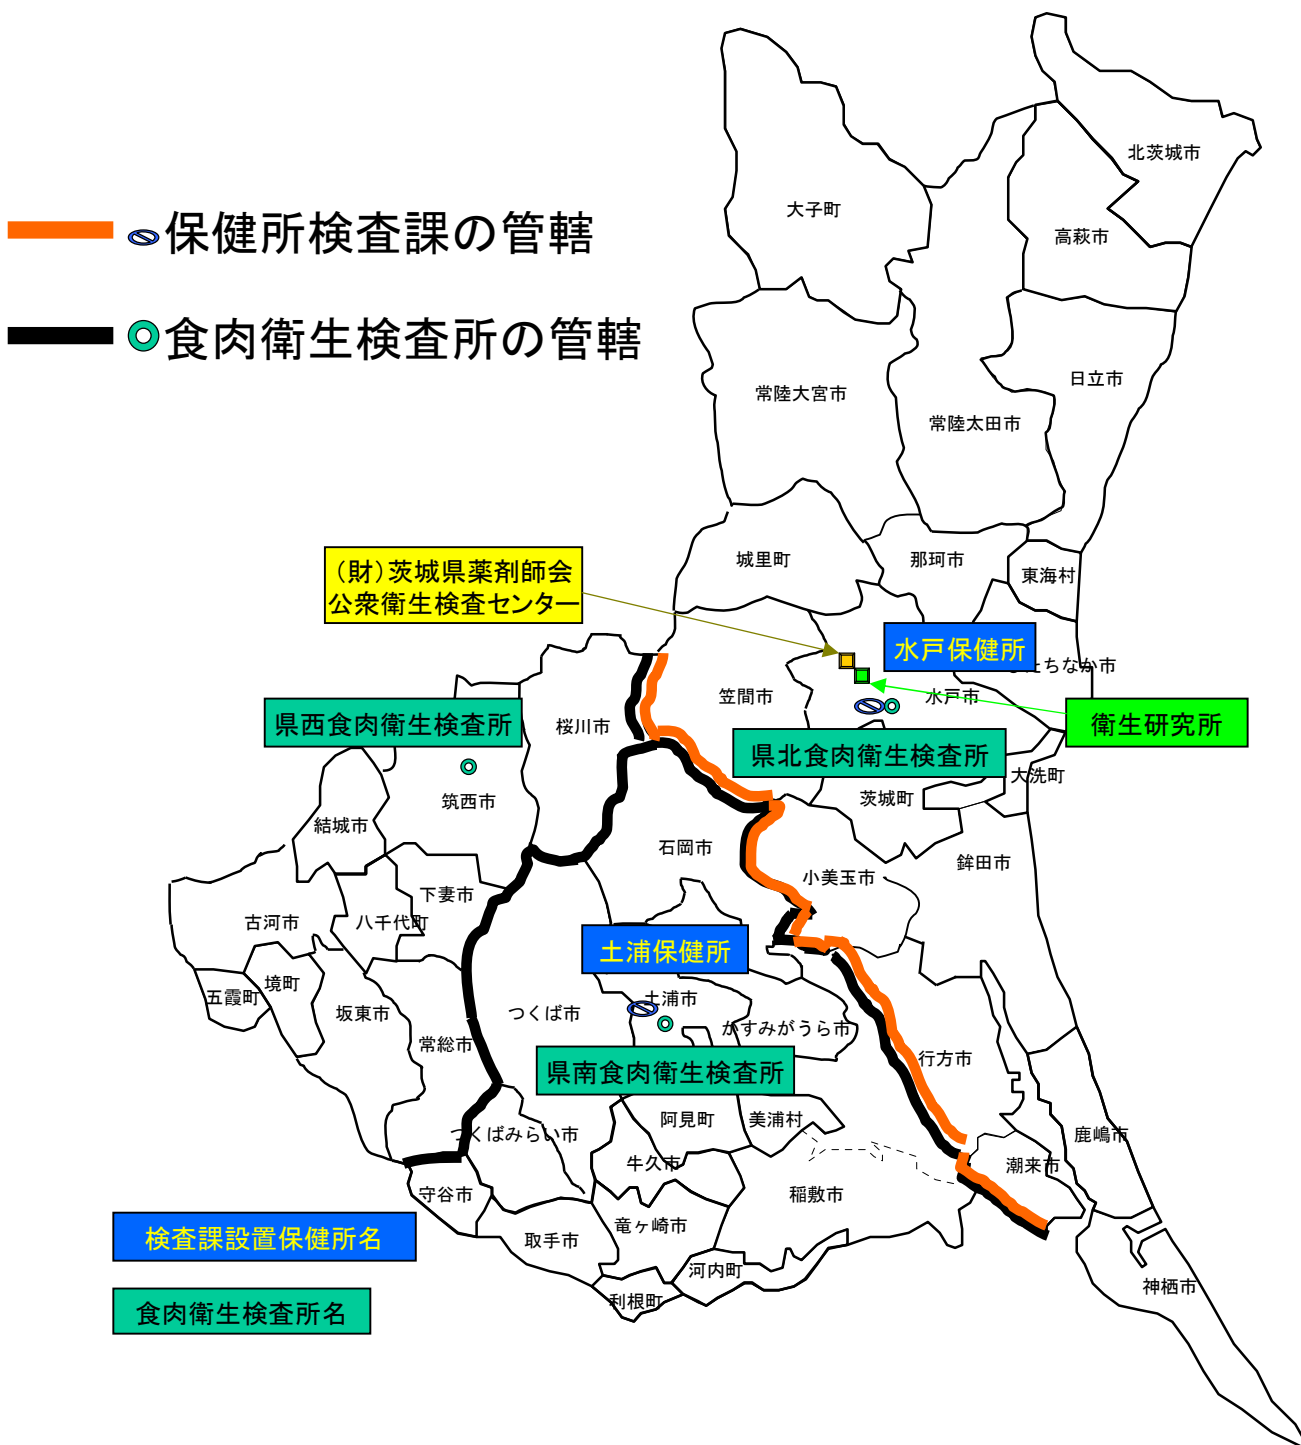 北茨城市
大子町
高萩市
保健所検査課の管轄
食肉衛生検査所の管轄
日立市
常陸大宮市
常陸太田市
城里町
那珂市
東海村
(財)茨城県薬剤師会
公衆衛生検査センター
水戸保健所
たちなか市
笠間市
水戸市
県西食肉衛生検査所
桜川市
衛生研究所
県北食肉衛生検査所
大洗町
筑西市
茨城町
結城市
石岡市
小美玉市
鉾田市
下妻市
古河市
八千代町
土浦保健所
五霞町
境町
坂東市
つくば市
土浦市
かすみがうら市
常総市
行方市
県南食肉衛生検査所
阿見町
美浦村
つくばみらい市
鹿嶋市
牛久市
潮来市
守谷市
稲敷市
竜ヶ崎市
検査課設置保健所名
取手市
河内町
神栖市
利根町
食肉衛生検査所名